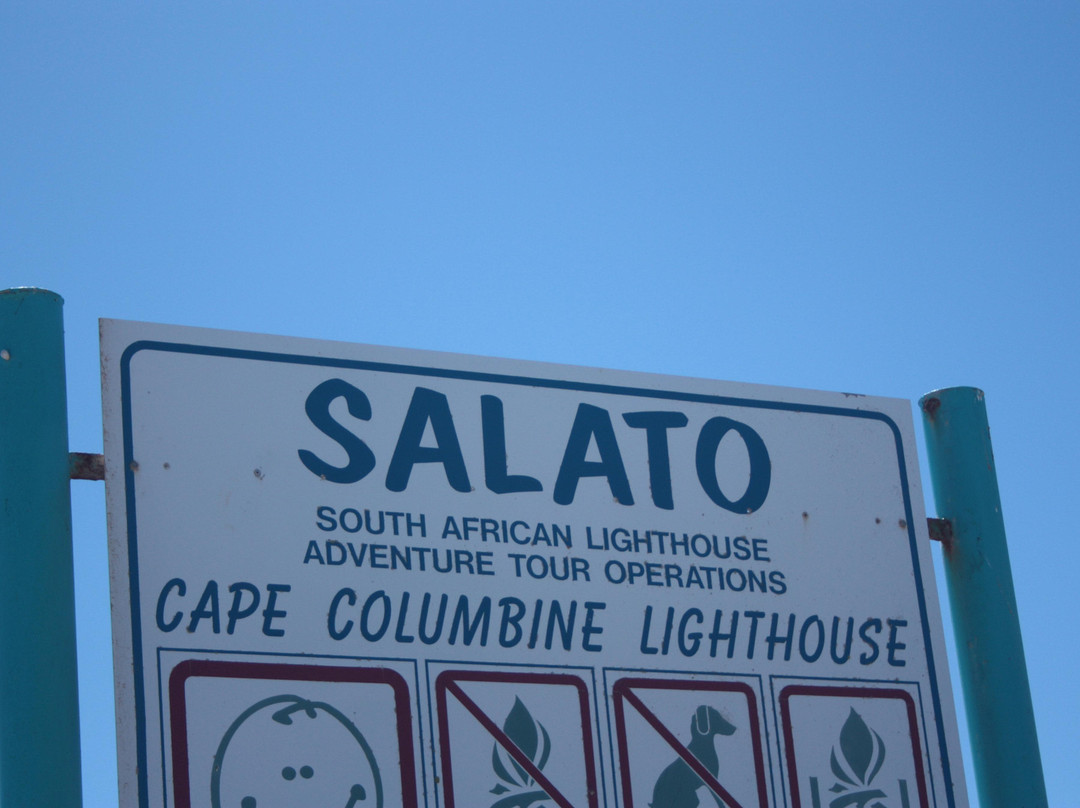 SALATO
SOUTH AFRICAN LIGHTHOUSE
ADVENTURE TOUR OPERATIONS
CAPE COLUMBINE LIGHTHOUSE